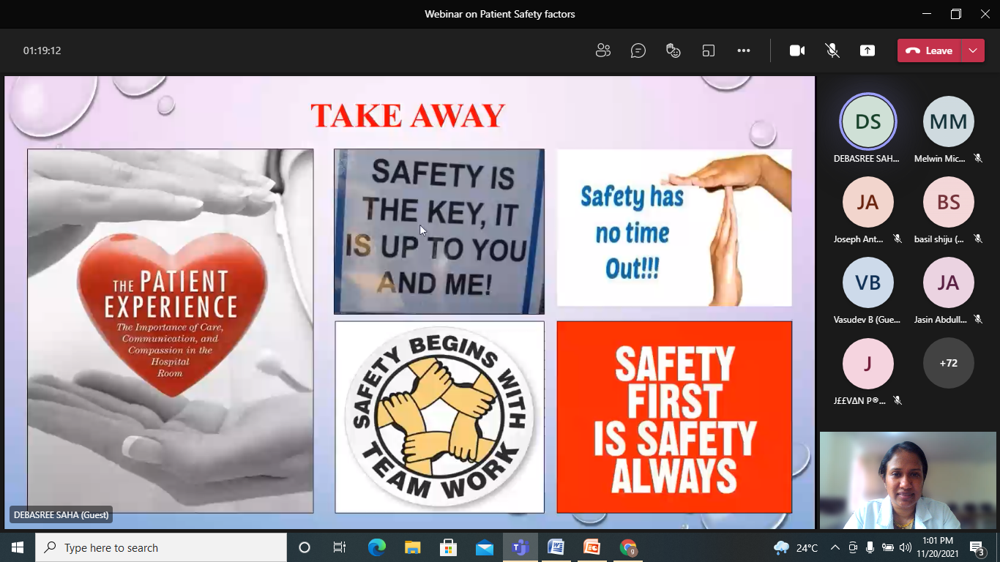 Webinar on Patient Safety factors
01:19:12
Leave
TAKE AWAY
THE PATIENT
EXPERIENCE
The Importance of Care,
Communication, and
Compassion in the
Hospital
Room
SAFETY IS
THE KEY, IT
IS UP TO YOU
AND ME!
Safety has
no time
Out!!!
SAFETY BEGINS WITH
TEAM WORK
SAFETY
FIRST
IS SAFETY
ALWAYS
DEBASREE SAHA (Guest)
DS
DEBASREE SAH...
MM
Melwin Mic...
JA
Joseph Ant...
BS
basil shiju (...
VB
Vasudev B (Gue...
JA
Jasin Abdull...
J
J££VΔN P®...
+72
Type here to search
24°C
1:01 PM
11/20/2021
3